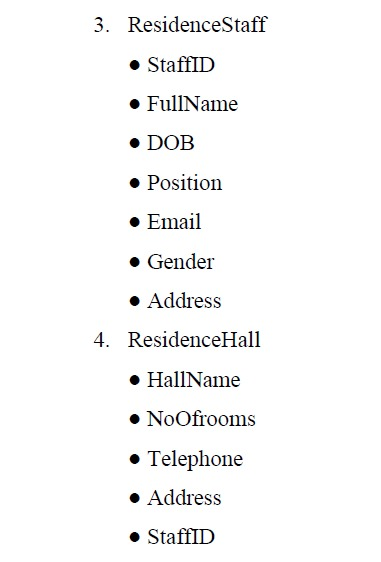 3. ResidenceStaff
● StaffID
● FullName
● DOB
● Position
● Email
● Gender
● Address
4. ResidenceHall
● HallName
● NoOfrooms
● Telephone
● Address
● StaffID